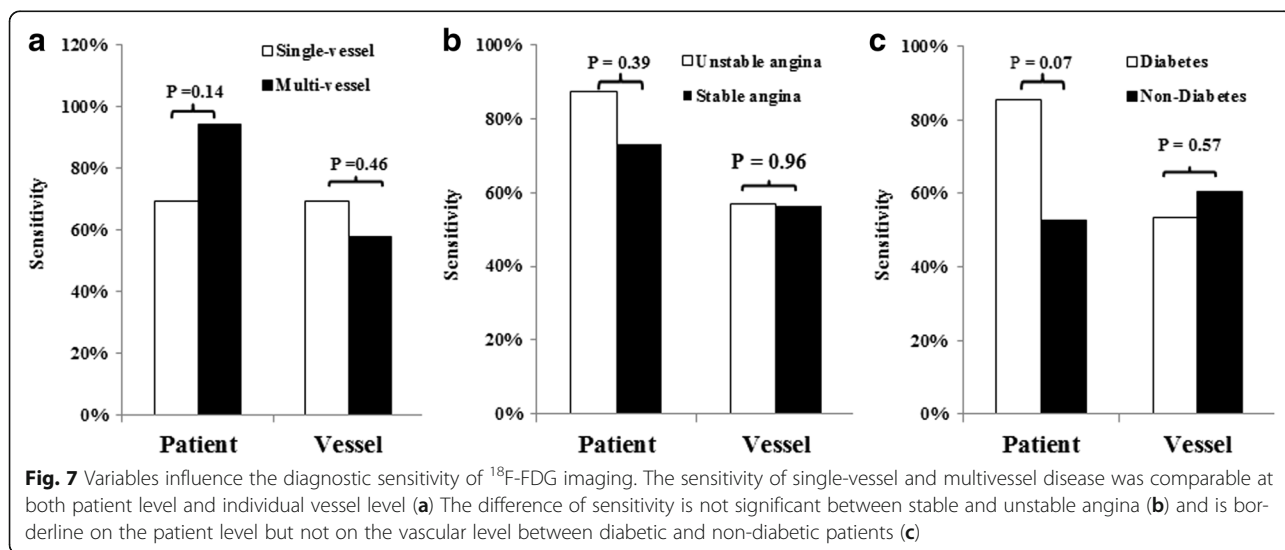 a
120%
100%
80%
60%
40%
20%
0%
Sensitivity
Single-vessel
Multi-vessel
P =0.14
P =0.46
Patient Vessel
b
100%
80%
60%
40%
20%
0%
Sensitivity
Unstable angina
Stable angina
P = 0.39
P = 0.96
Patient Vessel
c
100%
80%
60%
40%
20%
0%
Sensitivity
Diabetes
Non-Diabetes
P = 0.07
P = 0.57
Patient Vessel
Fig. 7 Variables influence the diagnostic sensitivity of ¹⁸F-FDG imaging. The sensitivity of single-vessel and multivessel disease was comparable at
both patient level and individual vessel level (a) The difference of sensitivity is not significant between stable and unstable angina (b) and is bor-
derline on the patient level but not on the vascular level between diabetic and non-diabetic patients (c)